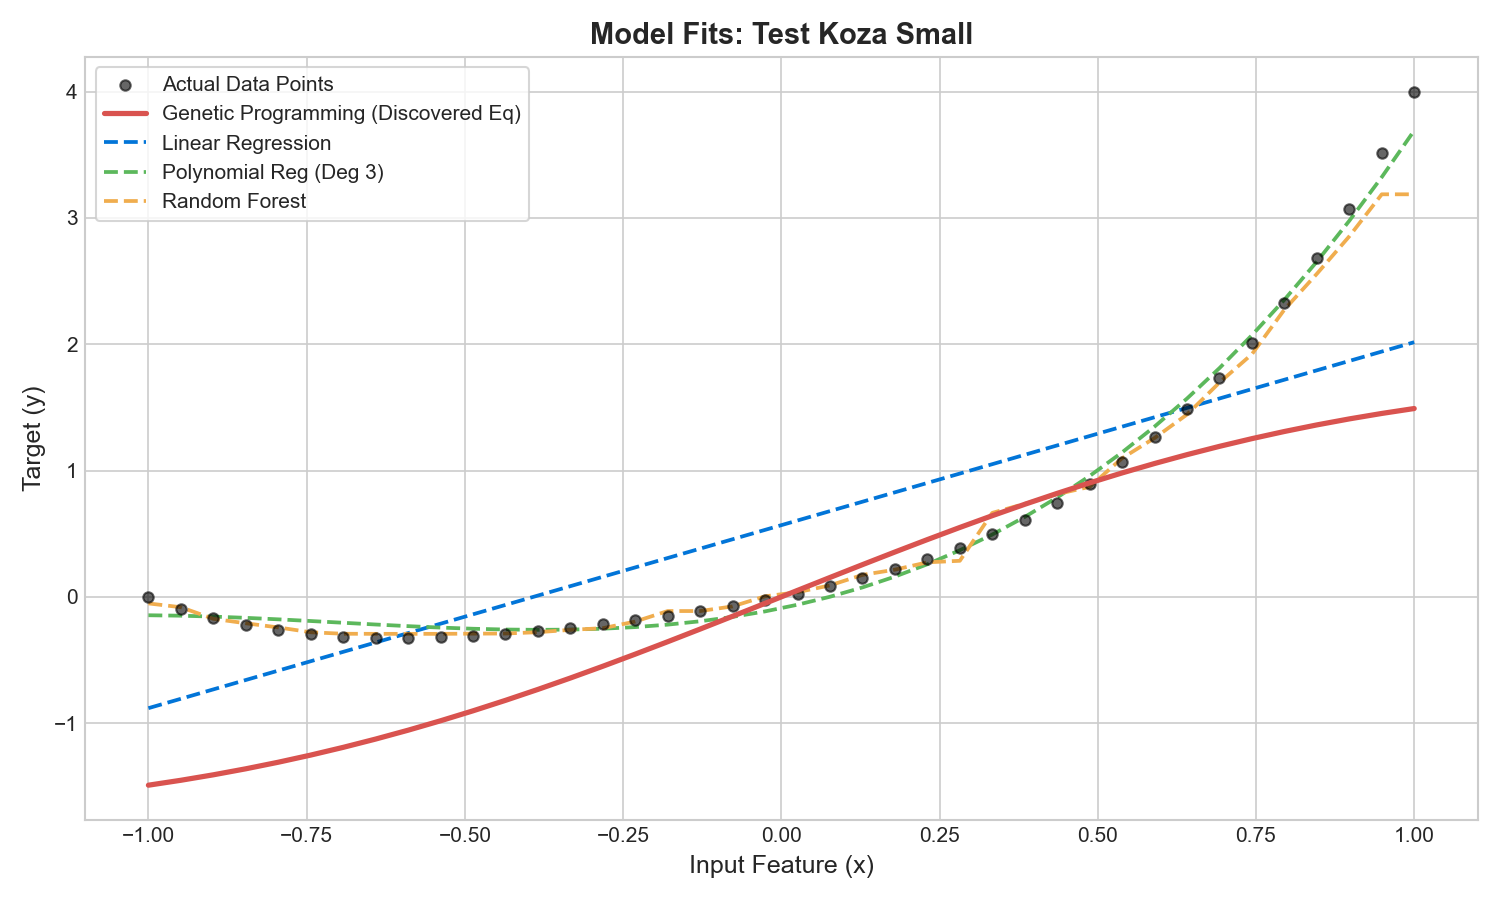 Model Fits: Test Koza Small
Actual Data Points
Genetic Programming (Discovered Eq)
Linear Regression
Polynomial Reg (Deg 3)
Random Forest
Target (y)
4
3
2
1
0
−1
−1.00 −0.75 −0.50 −0.25 0.00 0.25 0.50 0.75 1.00
Input Feature (x)